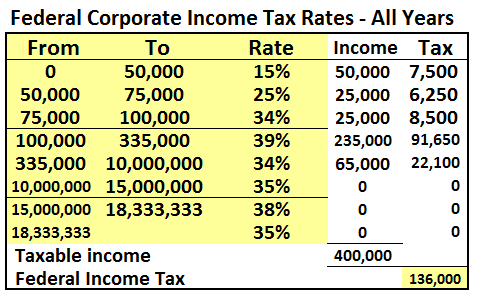 Federal Corporate Income Tax Rates - All Years
From To Rate Income Tax
0 50,000 15% 50,000 7,500
50,000 75,000 25% 25,000 6,250
75,000 100,000 34% 25,000 8,500
100,000 335,000 39% 235,000 91,650
335,000 10,000,000 34% 65,000 22,100
10,000,000 15,000,000 35% 0 0
15,000,000 18,333,333 38% 0 0
18,333,333 35% 0 0
Taxable income 400,000
Federal Income Tax 136,000